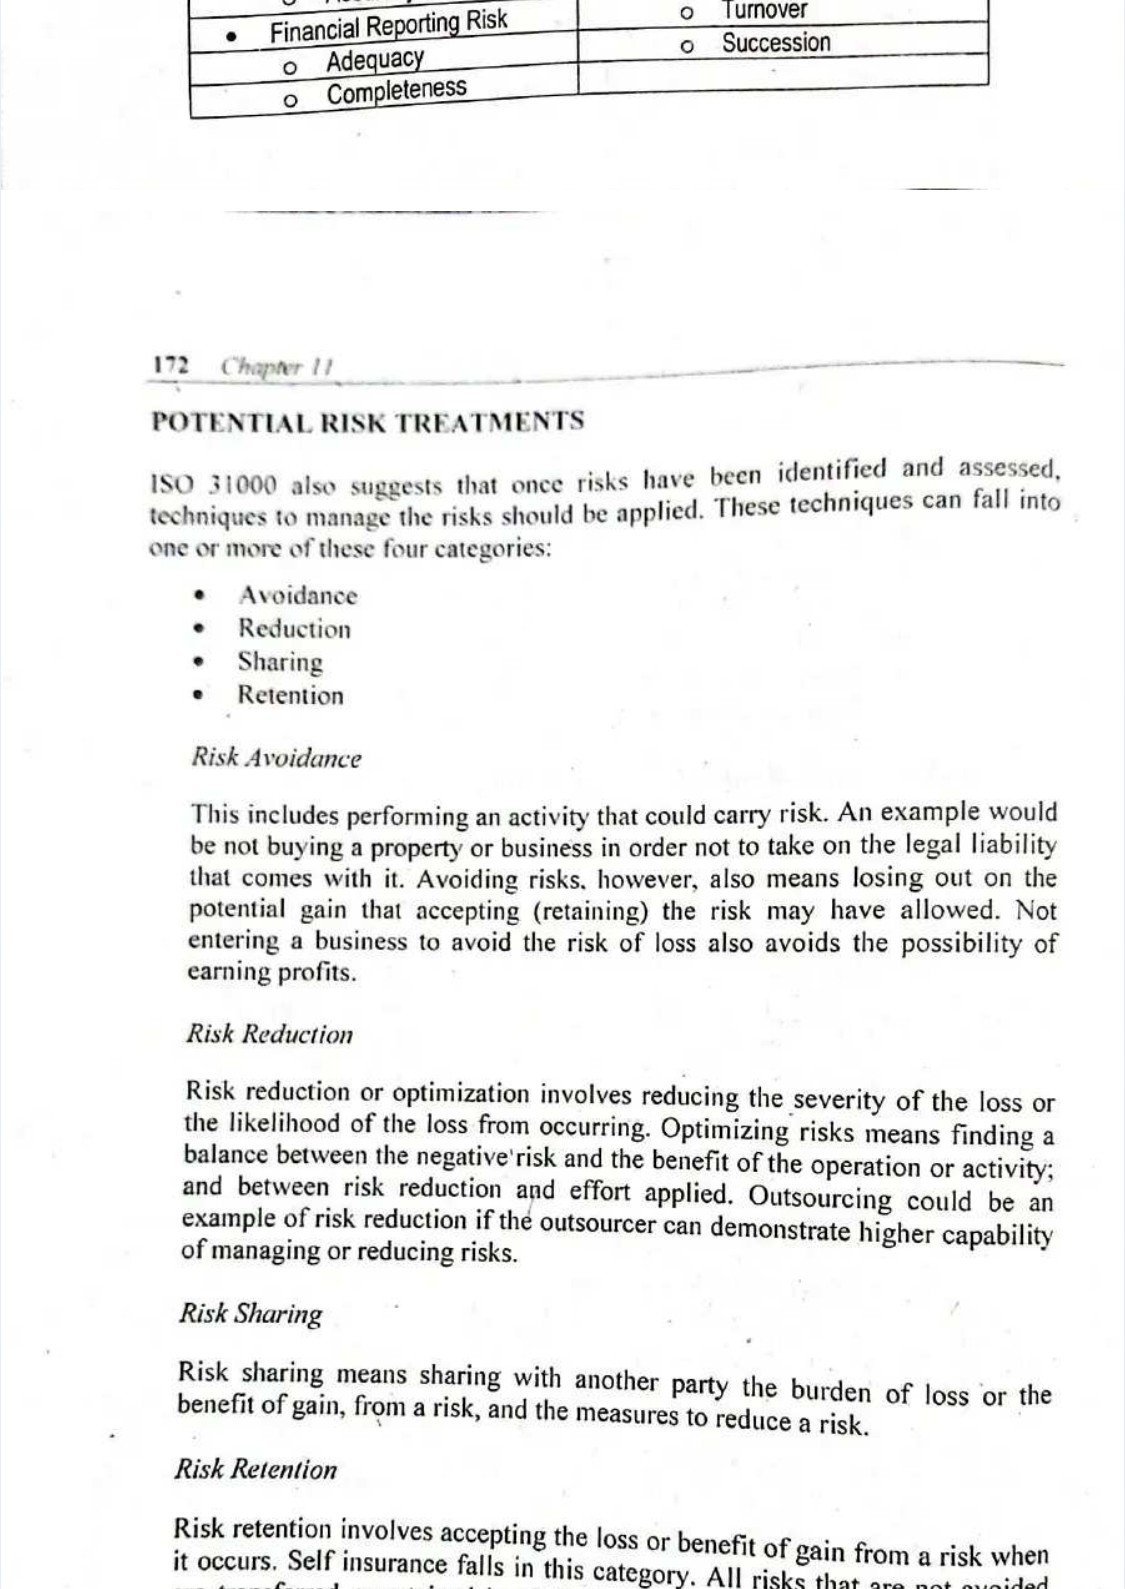 • Financial Reporting Risk
o Adequacy
o Completeness
o Turnover
o Succession
172 Chapter 11
POTENTIAL RISK TREATMENTS
ISO 31000 also suggests that once risks have been identified and assessed,
techniques to manage the risks should be applied. These techniques can fall into
one or more of these four categories:
• Avoidance
• Reduction
• Sharing
• Retention
Risk Avoidance
This includes performing an activity that could carry risk. An example would
be not buying a property or business in order not to take on the legal liability
that comes with it. Avoiding risks, however, also means losing out on the
potential gain that accepting (retaining) the risk may have allowed. Not
entering a business to avoid the risk of loss also avoids the possibility of
earning profits.
Risk Reduction
Risk reduction or optimization involves reducing the severity of the loss or
the likelihood of the loss from occurring. Optimizing risks means finding a
balance between the negative risk and the benefit of the operation or activity;
and between risk reduction and effort applied. Outsourcing could be an
example of risk reduction if the outsourcer can demonstrate higher capability
of managing or reducing risks.
Risk Sharing
Risk sharing means sharing with another party the burden of loss or the
benefit of gain, from a risk, and the measures to reduce a risk.
Risk Retention
Risk retention involves accepting the loss or benefit of gain from a risk when
it occurs. Self insurance falls in this category. All risks that are not avoided